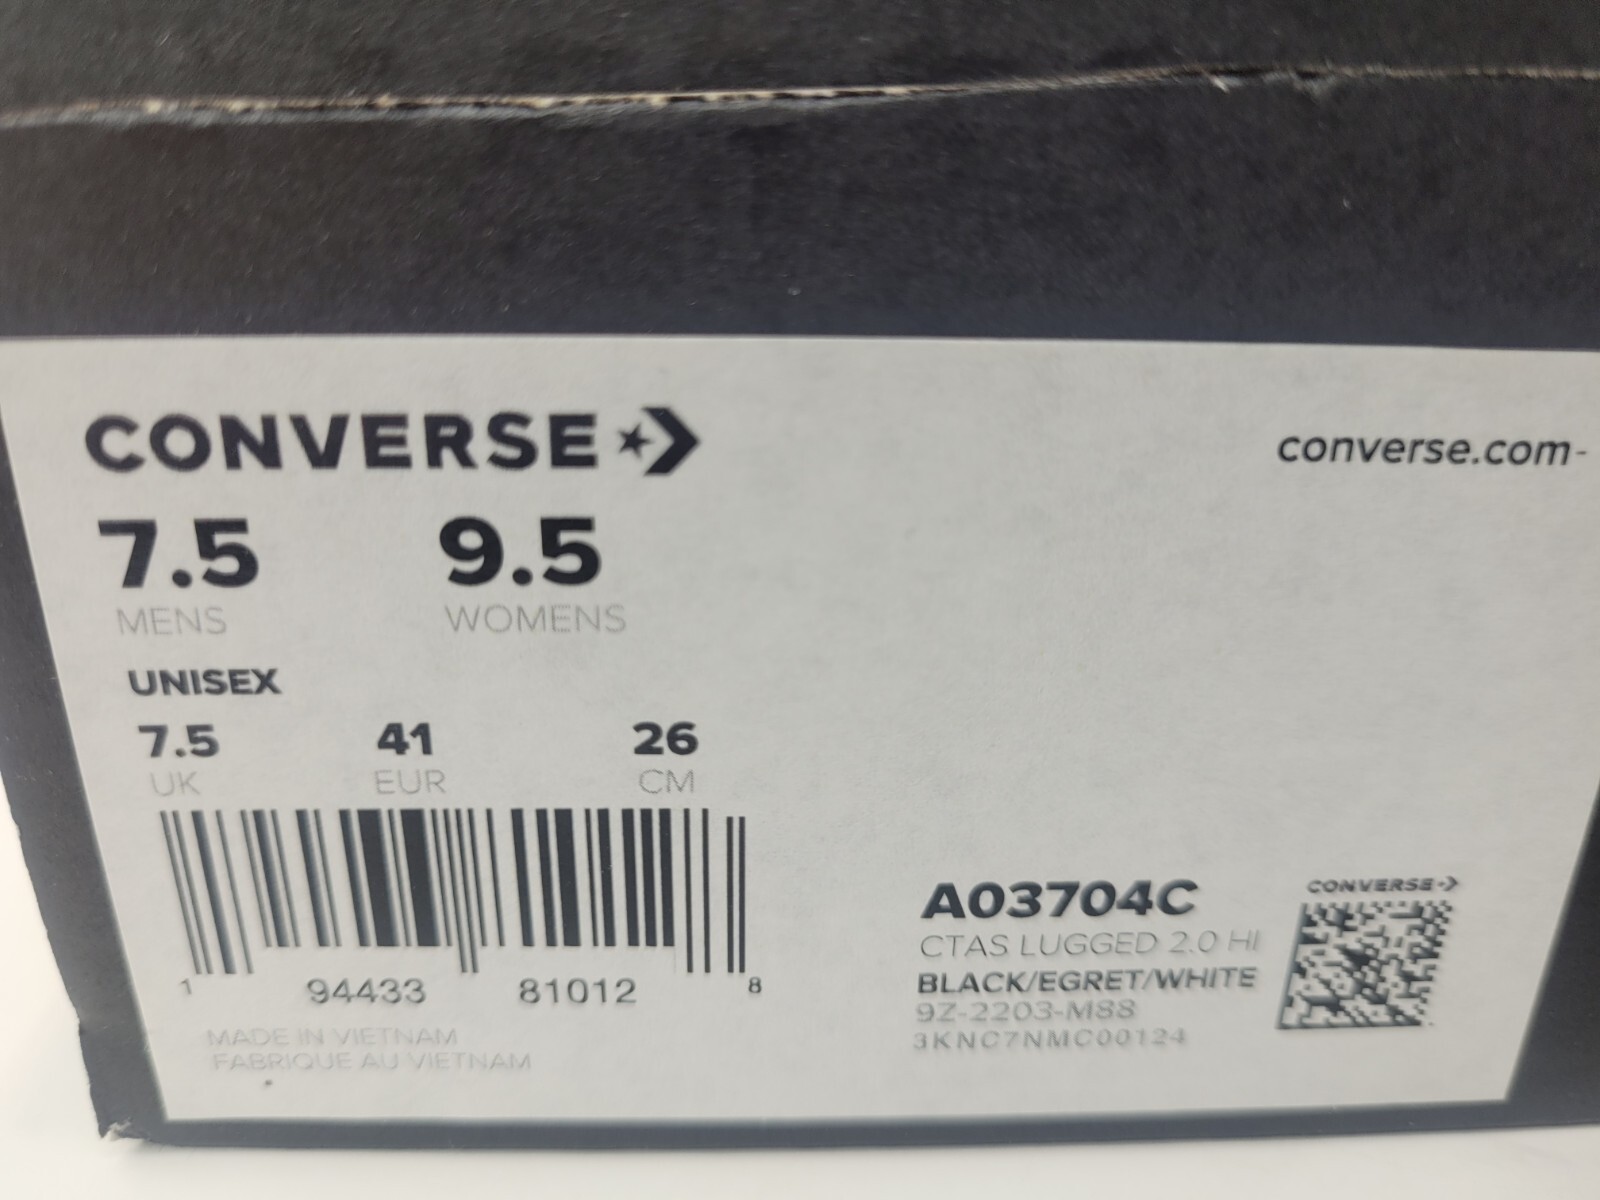 CONVERSE
converse.com-
7.5 9.5
MENS WOMENS
UNISEX
7.5 41 26
UK EUR CM
1 94433 81012 8
MADE IN VIETNAM
FABRIQUE AU VIETNAM
CONVERSE
A03704C
CTAS LUGGED 2.0 HI
BLACK/EGRET/WHITE
9Z-2203-M88
3KNC7NMC00124